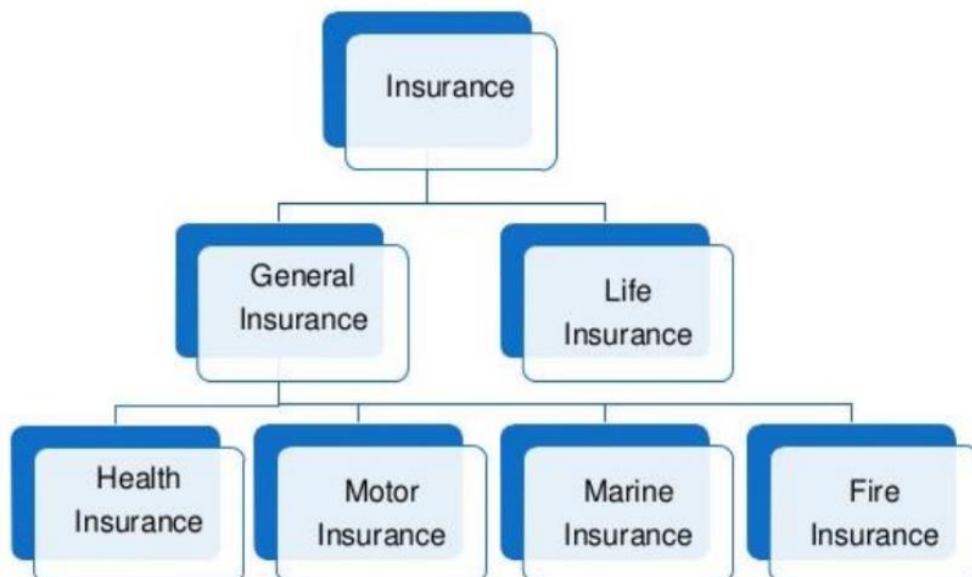 Insurance
General
Insurance
Life
Insurance
Health
Insurance
Motor
Insurance
Marine
Insurance
Fire
Insurance